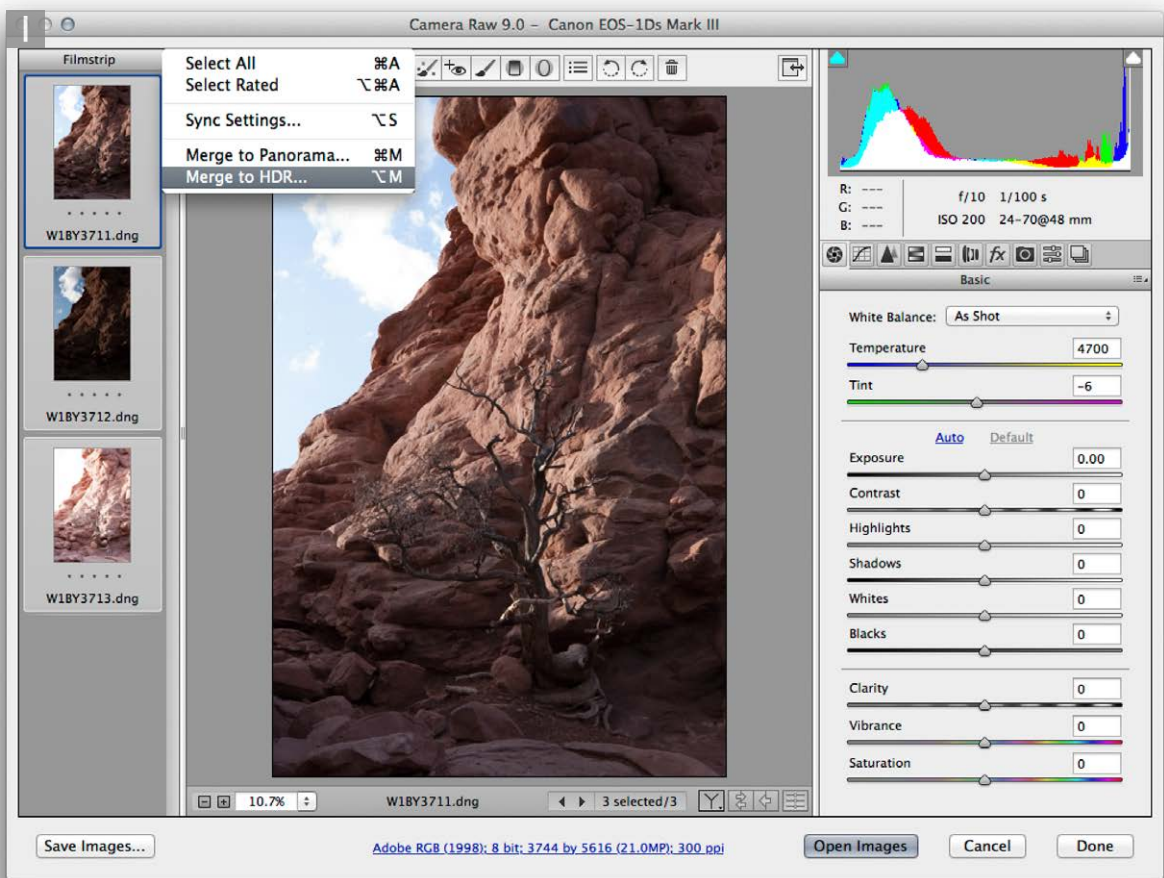 1
Camera Raw 9.0 – Canon EOS-1Ds Mark III
Filmstrip
Select All ⌘A
Select Rated ⌥⌘A
Sync Settings... ⌥S
Merge to Panorama... ⌘M
Merge to HDR... ⌥M
W1BY3711.dng
W1BY3712.dng
W1BY3713.dng
10.7%
W1BY3711.dng
3 selected/3
Y
R: ---
G: ---
B: ---
f/10 1/100 s
ISO 200 24-70@48 mm
fx
Basic
White Balance: As Shot
Temperature 4700
Tint -6
Auto Default
Exposure 0.00
Contrast 0
Highlights 0
Shadows 0
Whites 0
Blacks 0
Clarity 0
Vibrance 0
Saturation 0
Save Images...
Adobe RGB (1998); 8 bit; 3744 by 5616 (21.0MP); 300 ppi
Open Images
Cancel
Done